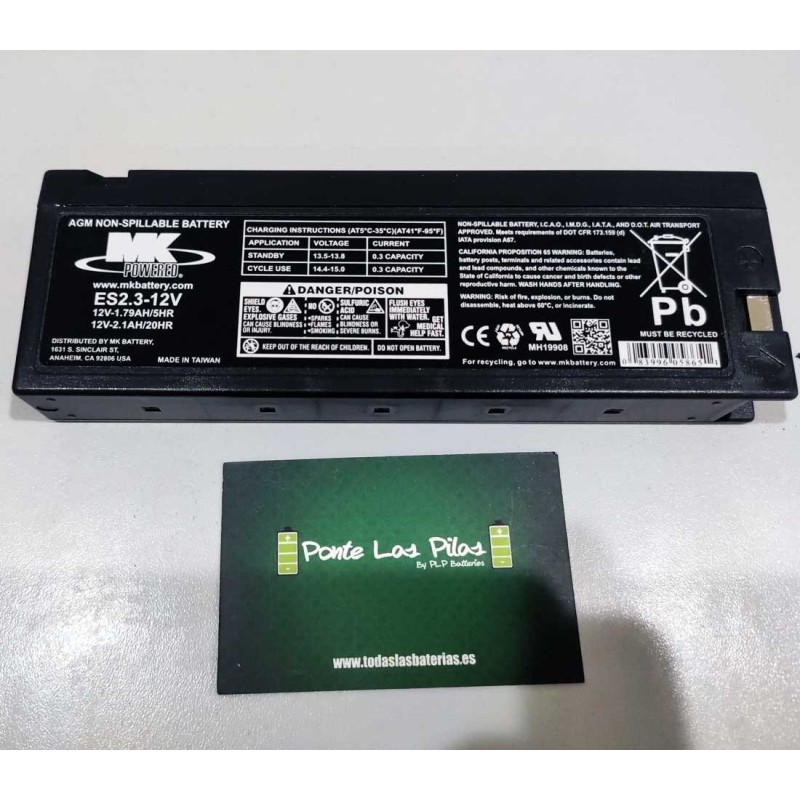 AGM NON-SPILLABLE BATTERY
MK
POWERED®
www.mkbattery.com
ES2.3-12V
12V-1.79AH/5HR
12V-2.1AH/20HR
DISTRIBUTED BY MK BATTERY,
1631 S. SINCLAIR ST,
ANAHEIM, CA 92806 USA
MADE IN TAIWAN
CHARGING INSTRUCTIONS (AT5°C-35°C)(AT41°F-95°F)
APPLICATION VOLTAGE CURRENT
STANDBY 13.5-13.8 0.3 CAPACITY
CYCLE USE 14.4-15.0 0.3 CAPACITY
DANGER/POISON
SHIELD
EYES
EXPLOSIVE GASES
CAN CAUSE BLINDNESS
OR INJURY.
NO
•SPARKS
•FLAMES
•SMOKING
SULFURIC
ACID
CAN CAUSE
BLINDNESS OR
SEVERE BURNS.
FLUSH EYES
IMMEDIATELY
WITH WATER.
GET
MEDICAL
HELP FAST.
KEEP OUT OF THE REACH OF CHILDREN. DO NOT OPEN BATTERY.
NON-SPILLABLE BATTERY, I.C.A.O., I.M.D.G., I.A.T.A., AND D.O.T. AIR TRANSPORT
APPROVED. Meets requirements of DOT CFR 173.159 (d)
IATA provision A67.
CALIFORNIA PROPOSITION 65 WARNING: Batteries,
battery posts, terminals and related accessories contain lead
and lead compounds, and other chemicals known to the
State of California to cause cancer and birth defects or other
reproductive harm. WASH HANDS AFTER HANDLING.
WARNING: Risk of fire, explosion, or burns. Do not
disassemble, heat above 60°C, or incinerate.
CE
MH19908
For recycling, go to www.mkbattery.com
Pb
MUST BE RECYCLED
0 81996 05865 1
Ponte Las Pilas
By PLP Batteries
www.todaslasbaterias.es